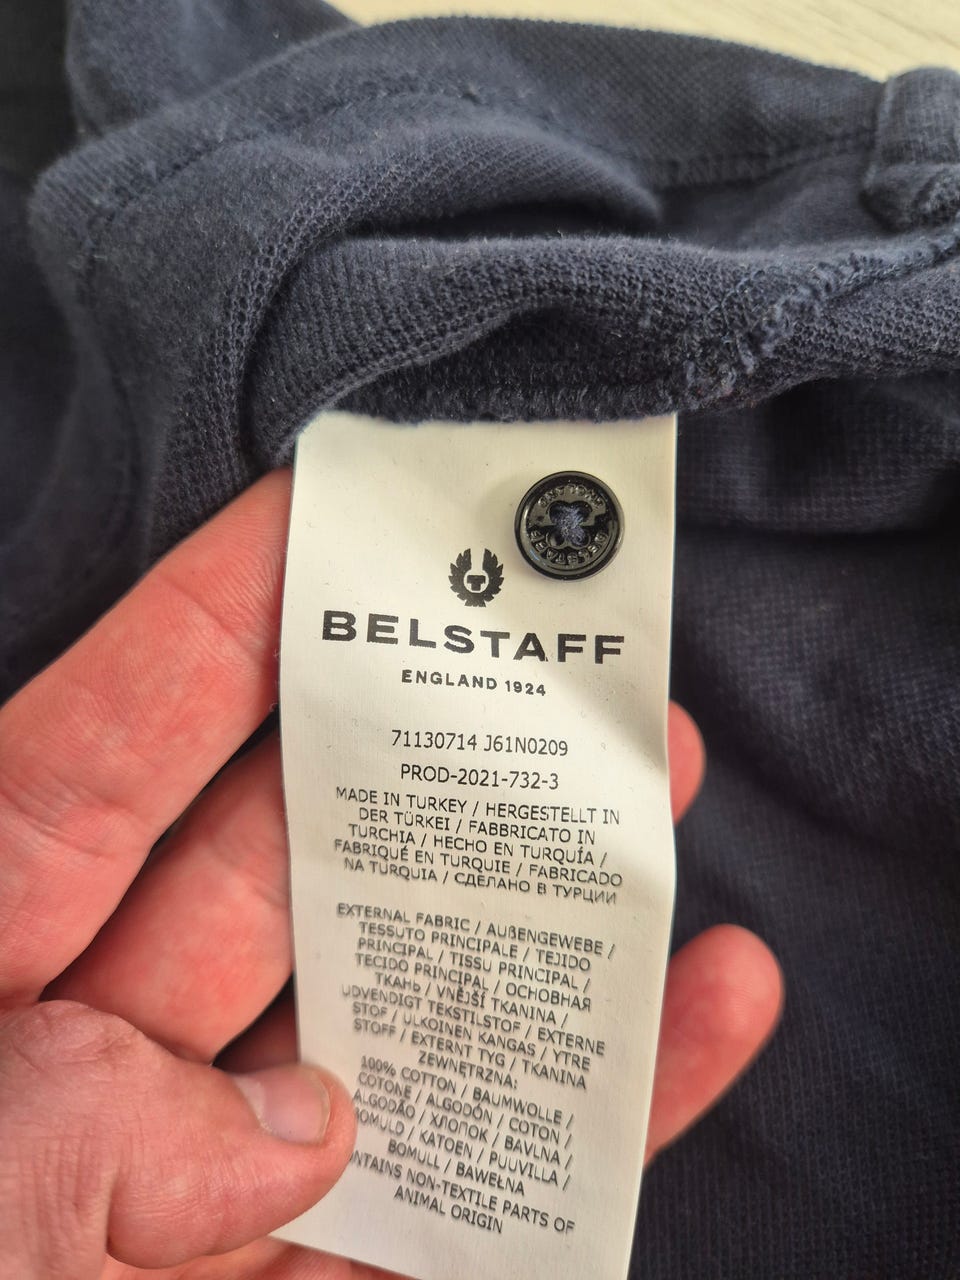 BELSTAFF
ENGLAND 1924
71130714 J61N0209
PROD-2021-732-3
MADE IN TURKEY / HERGESTELLT IN
DER TÜRKEI / FABBRICATO IN
TURCHIA / HECHO EN TURQUÍA /
FABRIQUÉ EN TURQUIE / FABRICADO
NA TURQUIA / СДЕЛАНО В ТУРЦИИ
EXTERNAL FABRIC / AUßENGEWEBE /
TESSUTO PRINCIPALE / TEJIDO
PRINCIPAL / TISSU PRINCIPAL /
TECIDO PRINCIPAL / ОСНОВНАЯ
ТКАНЬ / VNĚJŠÍ TKANINA /
UDVENDIGT TEKSTILSTOF / EXTERNE
STOF / ULKOINEN KANGAS / YTRE
STOFF / EXTERNT TYG / TKANINA
ZEWNĘTRZNA:
100% COTTON / BAUMWOLLE /
COTONE / ALGODÓN / COTON /
ALGODÃO / ХЛОПОК / BAVLNA /
BOMULD / KATOEN / PUUVILLA /
BOMULL / BAWEŁNA
CONTAINS NON-TEXTILE PARTS OF
ANIMAL ORIGIN